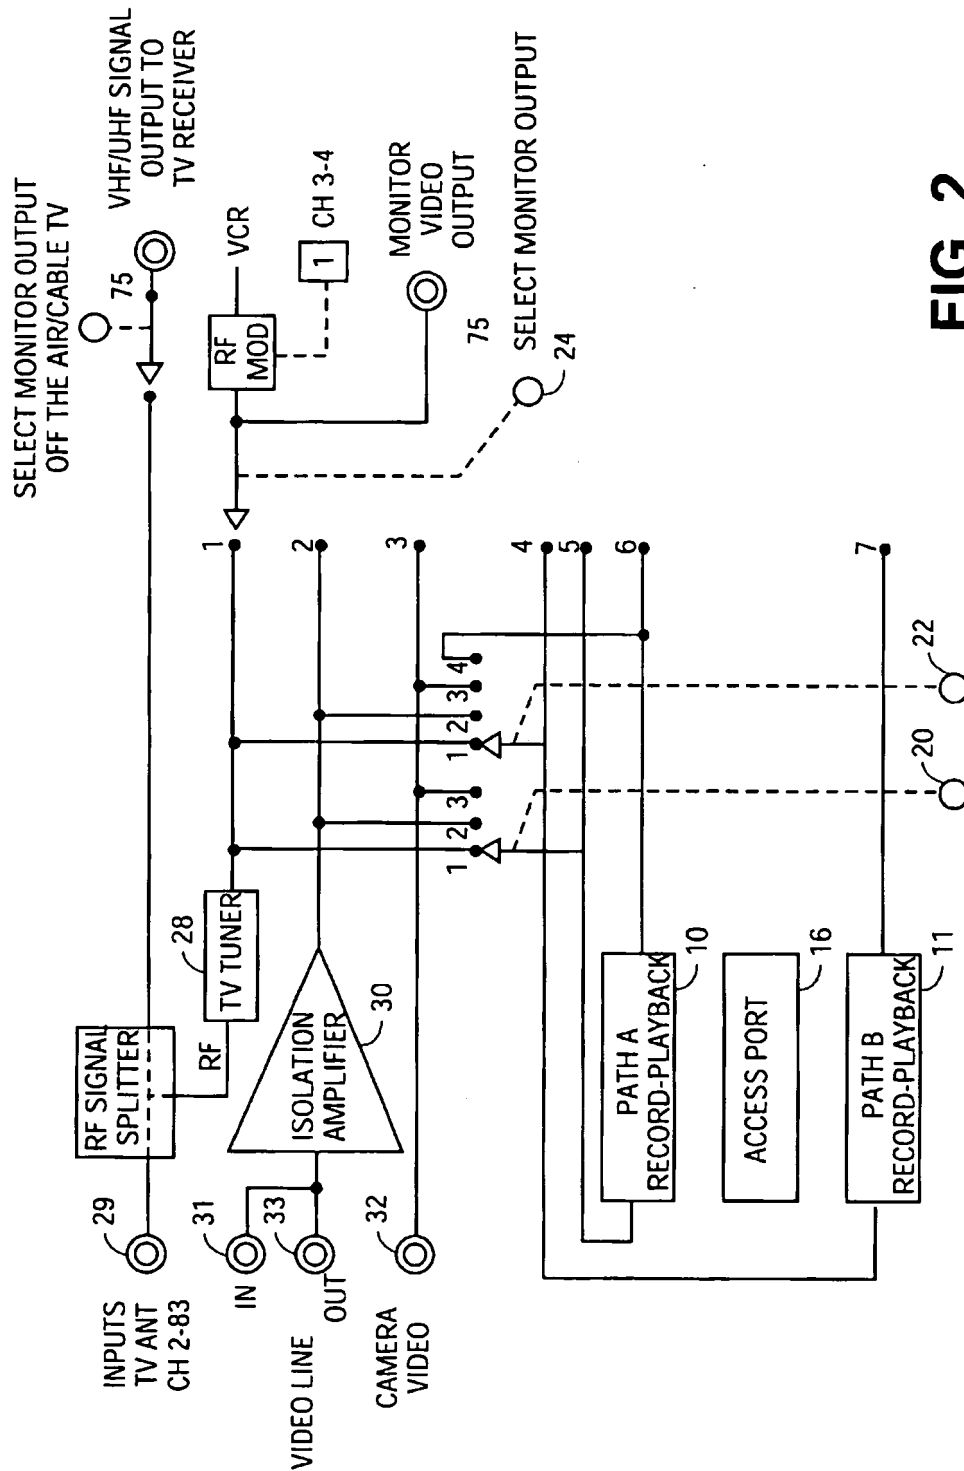 INPUTS
TV ANT
CH 2-83
29
RF SIGNAL
SPLITTER
RF
28
TV TUNER
SELECT MONITOR OUTPUT
OFF THE AIR/CABLE TV
75
VHF/UHF SIGNAL
OUTPUT TO
TV RECEIVER
VIDEO LINE
IN
31
OUT
33
ISOLATION
AMPLIFIER
30
RF
MOD
VCR
1
CH 3-4
MONITOR
VIDEO
OUTPUT
75
SELECT MONITOR OUTPUT
24
CAMERA
VIDEO
32
1
2
3
4
5
6
7
1
2
3
1
2
3
4
PATH A
RECORD-PLAYBACK
10
ACCESS PORT
16
PATH B
RECORD-PLAYBACK
11
20
22
FIG 2